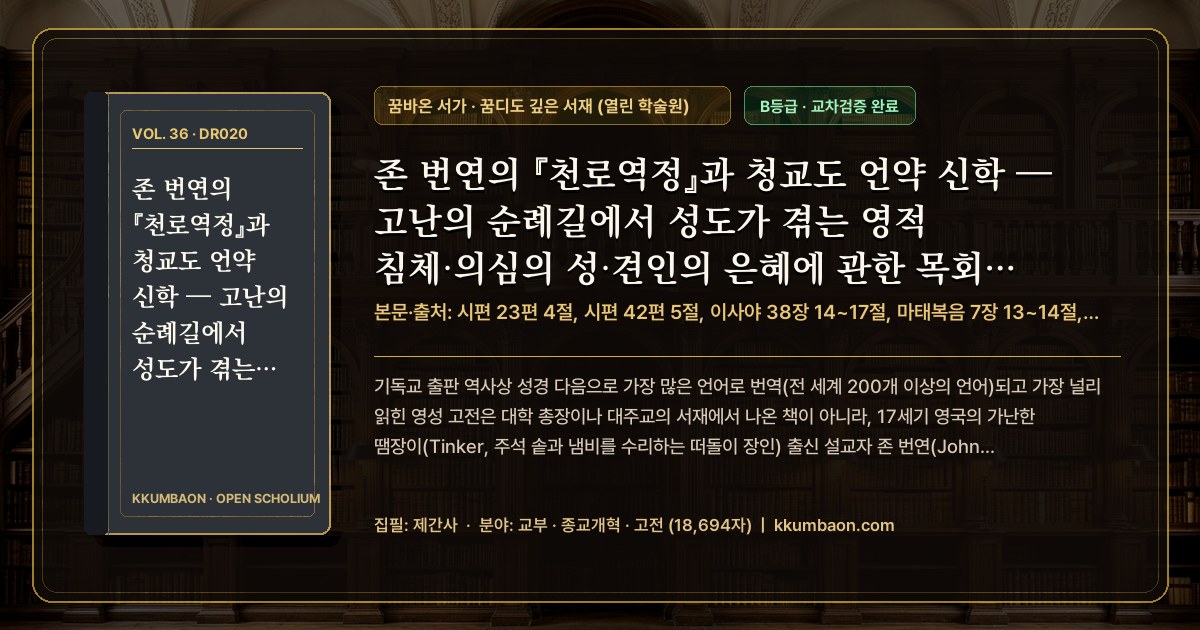 VOL. 36 · DR020
존 번연의
『천로역정』과
청교도 언약
신학 — 고난의
순례길에서
성도가 겪는…
KKUMBAON · OPEN SCHOLIUM
꿈바온 서가 · 꿈디도 깊은 서재 (열린 학술원)
B등급 · 교차검증 완료
존 번연의 『천로역정』과 청교도 언약 신학 —
고난의 순례길에서 성도가 겪는 영적
침체·의심의 성·견인의 은혜에 관한 목회…
본문·출처: 시편 23편 4절, 시편 42편 5절, 이사야 38장 14~17절, 마태복음 7장 13~14절,…
기독교 출판 역사상 성경 다음으로 가장 많은 언어로 번역(전 세계 200개 이상의 언어)되고 가장 널리
읽힌 영성 고전은 대학 총장이나 대주교의 서재에서 나온 책이 아니라, 17세기 영국의 가난한
땜장이(Tinker, 주석 솥과 냄비를 수리하는 떠돌이 장인) 출신 설교자 존 번연(John…
집필: 제간사 · 분야: 교부 · 종교개혁 · 고전 (18,694자) | kkumbaon.com